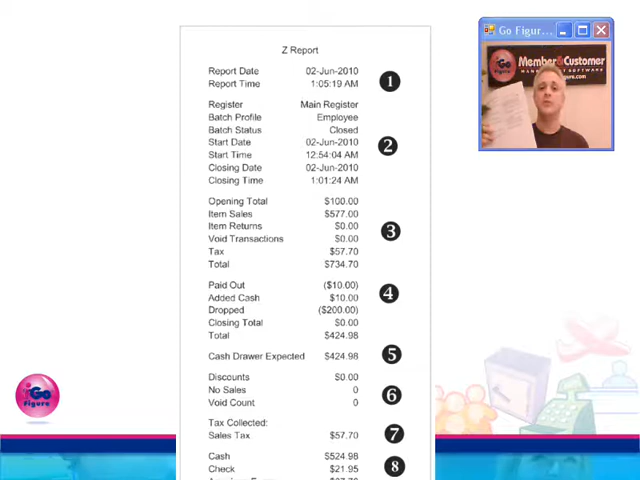 Z Report
Report Date 02-Jun-2010
Report Time 1:05:19 AM
1
Register Main Register
Batch Profile Employee
Batch Status Closed
Start Date 02-Jun-2010
Start Time 12:54:04 AM
Closing Date 02-Jun-2010
Closing Time 1:01:24 AM
2
Opening Total $100.00
Item Sales $577.00
Item Returns $0.00
Void Transactions $0.00
Tax $57.70
Total $734.70
3
Paid Out ($10.00)
Added Cash $10.00
Dropped ($200.00)
Closing Total $0.00
Total $424.98
4
Cash Drawer Expected $424.98
5
Discounts $0.00
No Sales 0
Void Count 0
6
Tax Collected:
Sales Tax $57.70
7
Cash $524.98
Check $21.95
8
Go Figur...
Member&Customer
Go
Figure